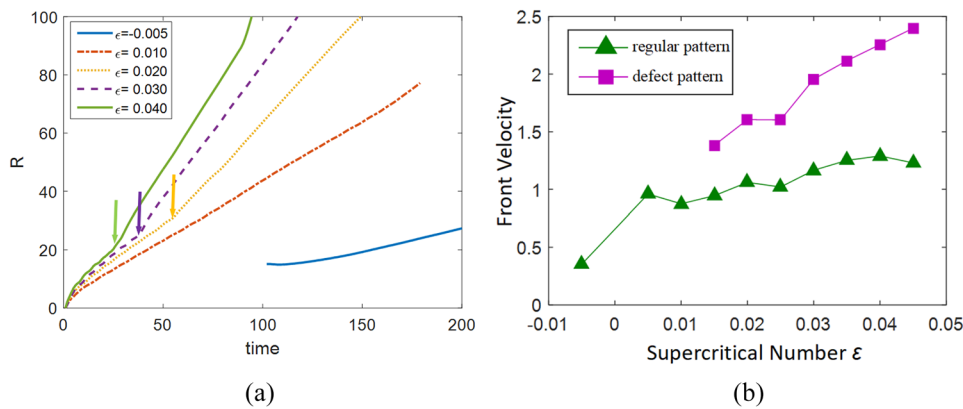 100
80
60
40
20
0
R
0
50
100
150
200
time
ϵ=-0.005
ϵ= 0.010
ϵ= 0.020
ϵ= 0.030
ϵ= 0.040
(a)
2.5
2
1.5
1
0.5
0
Front Velocity
regular pattern
defect pattern
-0.01
0
0.01
0.02
0.03
0.04
0.05
Supercritical Number ε
(b)